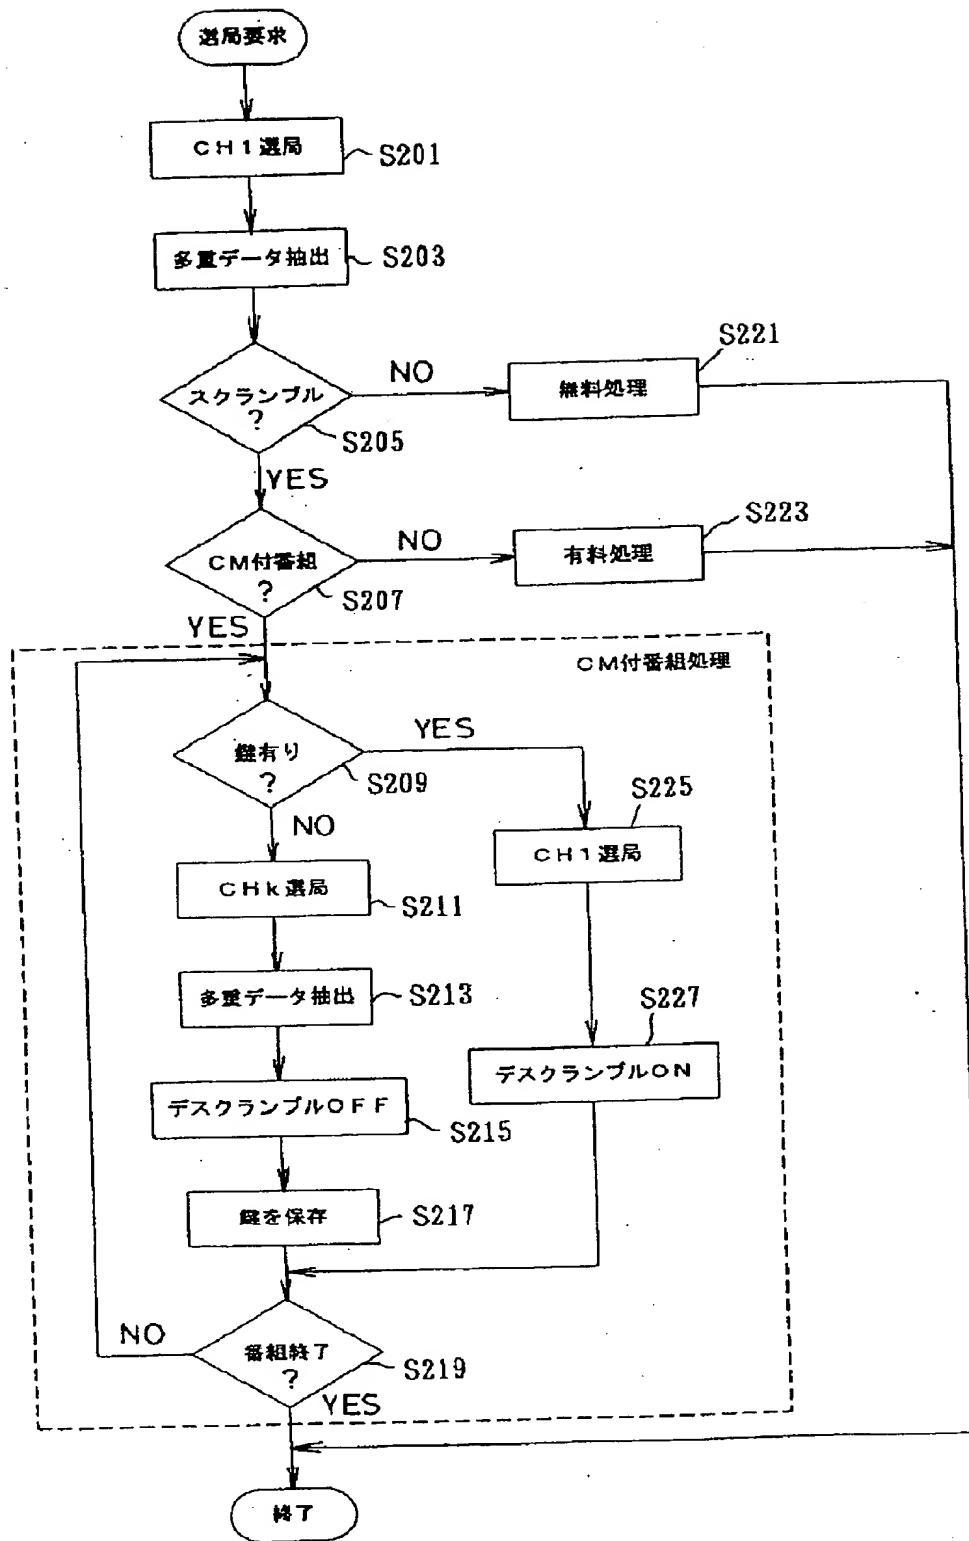 選局要求
CH1選局
S201
多重データ抽出
S203
スクランブル
?
S205
NO
無料処理
S221
YES
CM付番組
?
S207
NO
有料処理
S223
YES
CM付番組処理
鍵有り
?
S209
YES
NO
S225
CH1選局
CHk選局
S211
多重データ抽出
S213
S227
デスクランブルON
デスクランブルOFF
S215
鍵を保存
S217
番組終了
?
S219
NO
YES
終了